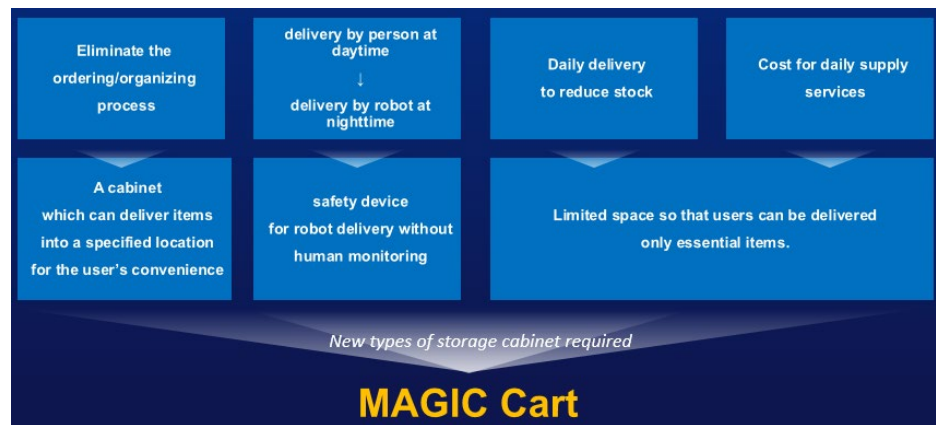 Eliminate the
ordering/organizing
process
delivery by person at
daytime
↓
delivery by robot at
nighttime
Daily delivery
to reduce stock
Cost for daily supply
services
A cabinet
which can deliver items
into a specified location
for the user's convenience
safety device
for robot delivery without
human monitoring
Limited space so that users can be delivered
only essential items.
New types of storage cabinet required
MAGIC Cart